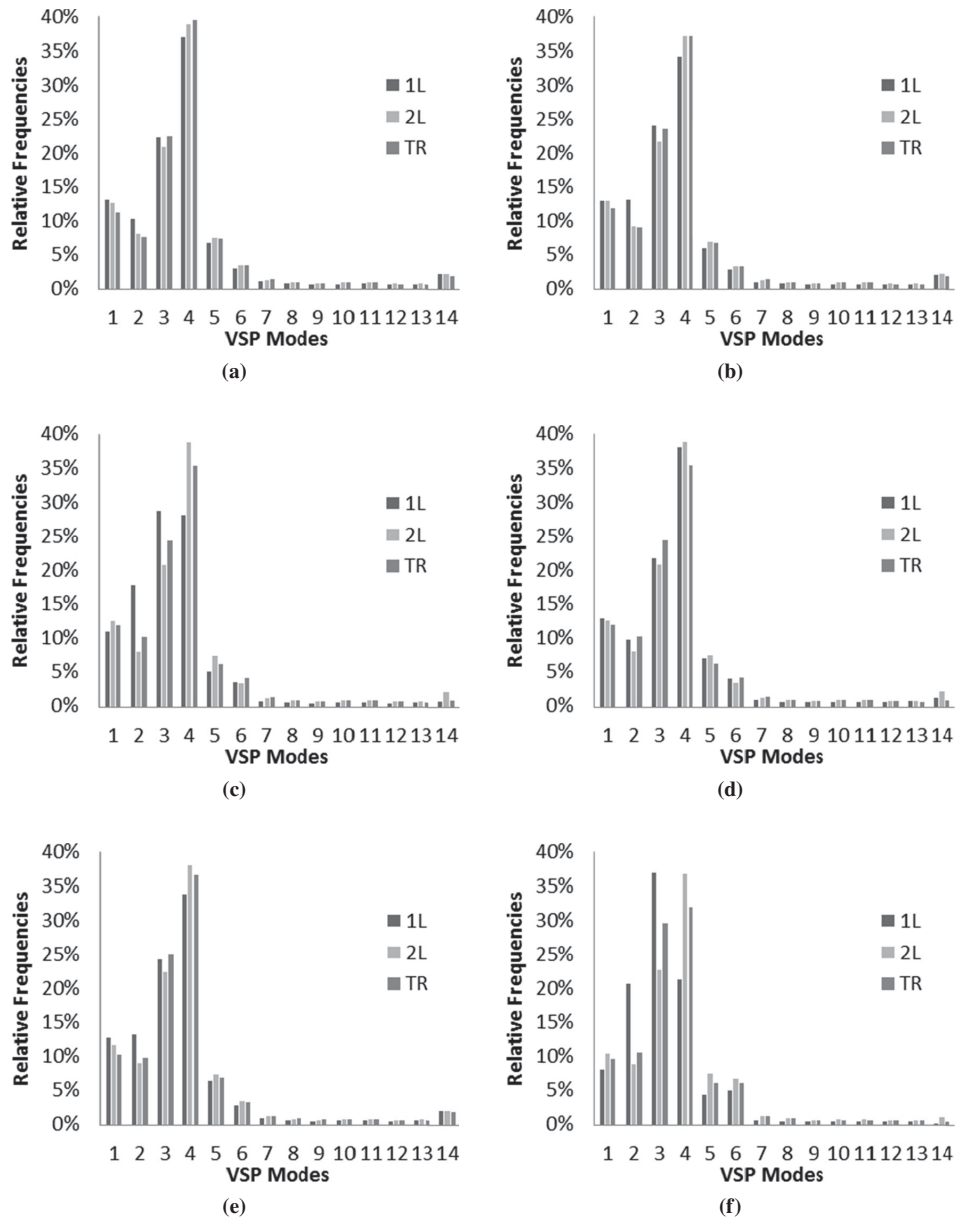 40%
35%
30%
25%
20%
15%
10%
5%
0%
Relative Frequencies
1L
2L
TR
1 2 3 4 5 6 7 8 9 10 11 12 13 14
VSP Modes
(a)
40%
35%
30%
25%
20%
15%
10%
5%
0%
Relative Frequencies
1L
2L
TR
1 2 3 4 5 6 7 8 9 10 11 12 13 14
VSP Modes
(b)
40%
35%
30%
25%
20%
15%
10%
5%
0%
Relative Frequencies
1L
2L
TR
1 2 3 4 5 6 7 8 9 10 11 12 13 14
VSP Modes
(c)
40%
35%
30%
25%
20%
15%
10%
5%
0%
Relative Frequencies
1L
2L
TR
1 2 3 4 5 6 7 8 9 10 11 12 13 14
VSP Modes
(d)
40%
35%
30%
25%
20%
15%
10%
5%
0%
Relative Frequencies
1L
2L
TR
1 2 3 4 5 6 7 8 9 10 11 12 13 14
VSP Modes
(e)
40%
35%
30%
25%
20%
15%
10%
5%
0%
Relative Frequencies
1L
2L
TR
1 2 3 4 5 6 7 8 9 10 11 12 13 14
VSP Modes
(f)